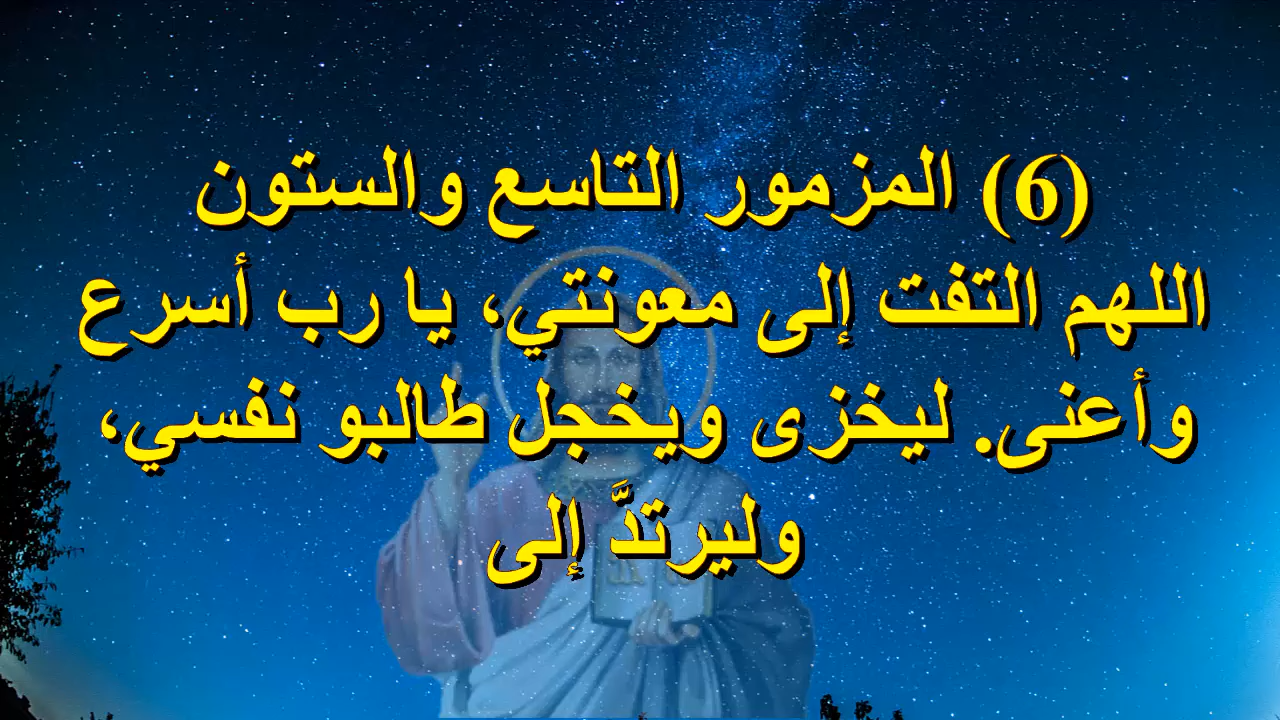 (6) المزمور التاسع والستون
اللهم التفت إلى معونتي، يا رب أسرع
وأعنى. ليخزى ويخجل طالبو نفسي،
وليرتدَّ إلى